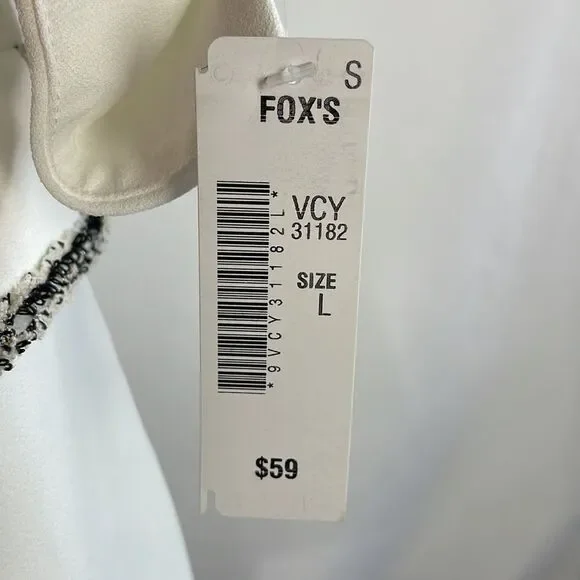 S
FOX'S
VCY
31182
SIZE
L
*9VCY31182L*
$59